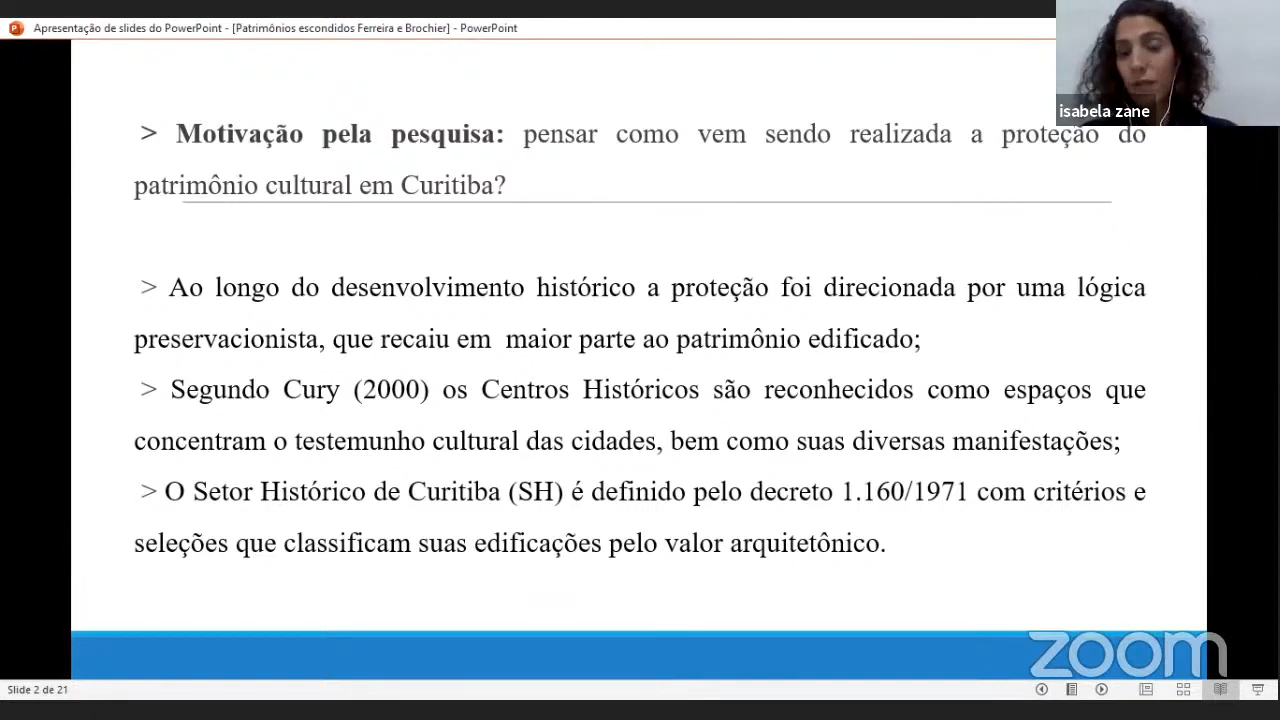 Apresentação de slides do PowerPoint - [Patrimônios escondidos Ferreira e Brochier] - PowerPoint
isabela zane
> Motivação pela pesquisa: pensar como vem sendo realizada a proteção do
patrimônio cultural em Curitiba?
> Ao longo do desenvolvimento histórico a proteção foi direcionada por uma lógica
preservacionista, que recaiu em maior parte ao patrimônio edificado;
> Segundo Cury (2000) os Centros Históricos são reconhecidos como espaços que
concentram o testemunho cultural das cidades, bem como suas diversas manifestações;
> O Setor Histórico de Curitiba (SH) é definido pelo decreto 1.160/1971 com critérios e
seleções que classificam suas edificações pelo valor arquitetônico.
zoom
Slide 2 de 21